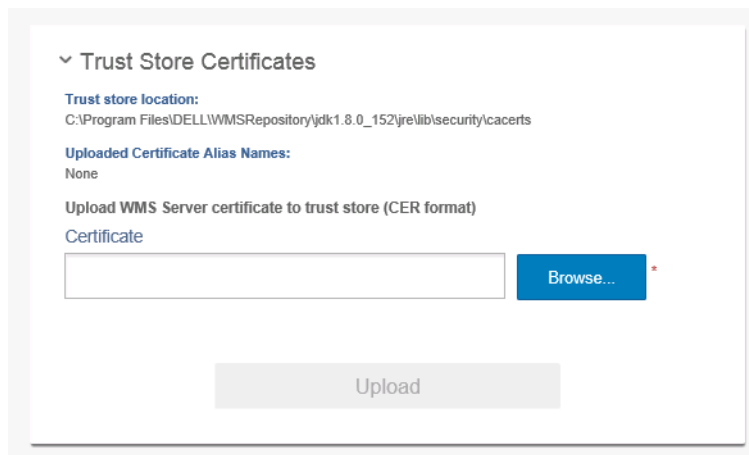 Trust Store Certificates
Trust store location:
C:\Program Files\DELL\WMSRepository\jdk1.8.0_152\jre\lib\security\cacerts
Uploaded Certificate Alias Names:
None
Upload WMS Server certificate to trust store (CER format)
Certificate
Browse... *
Upload